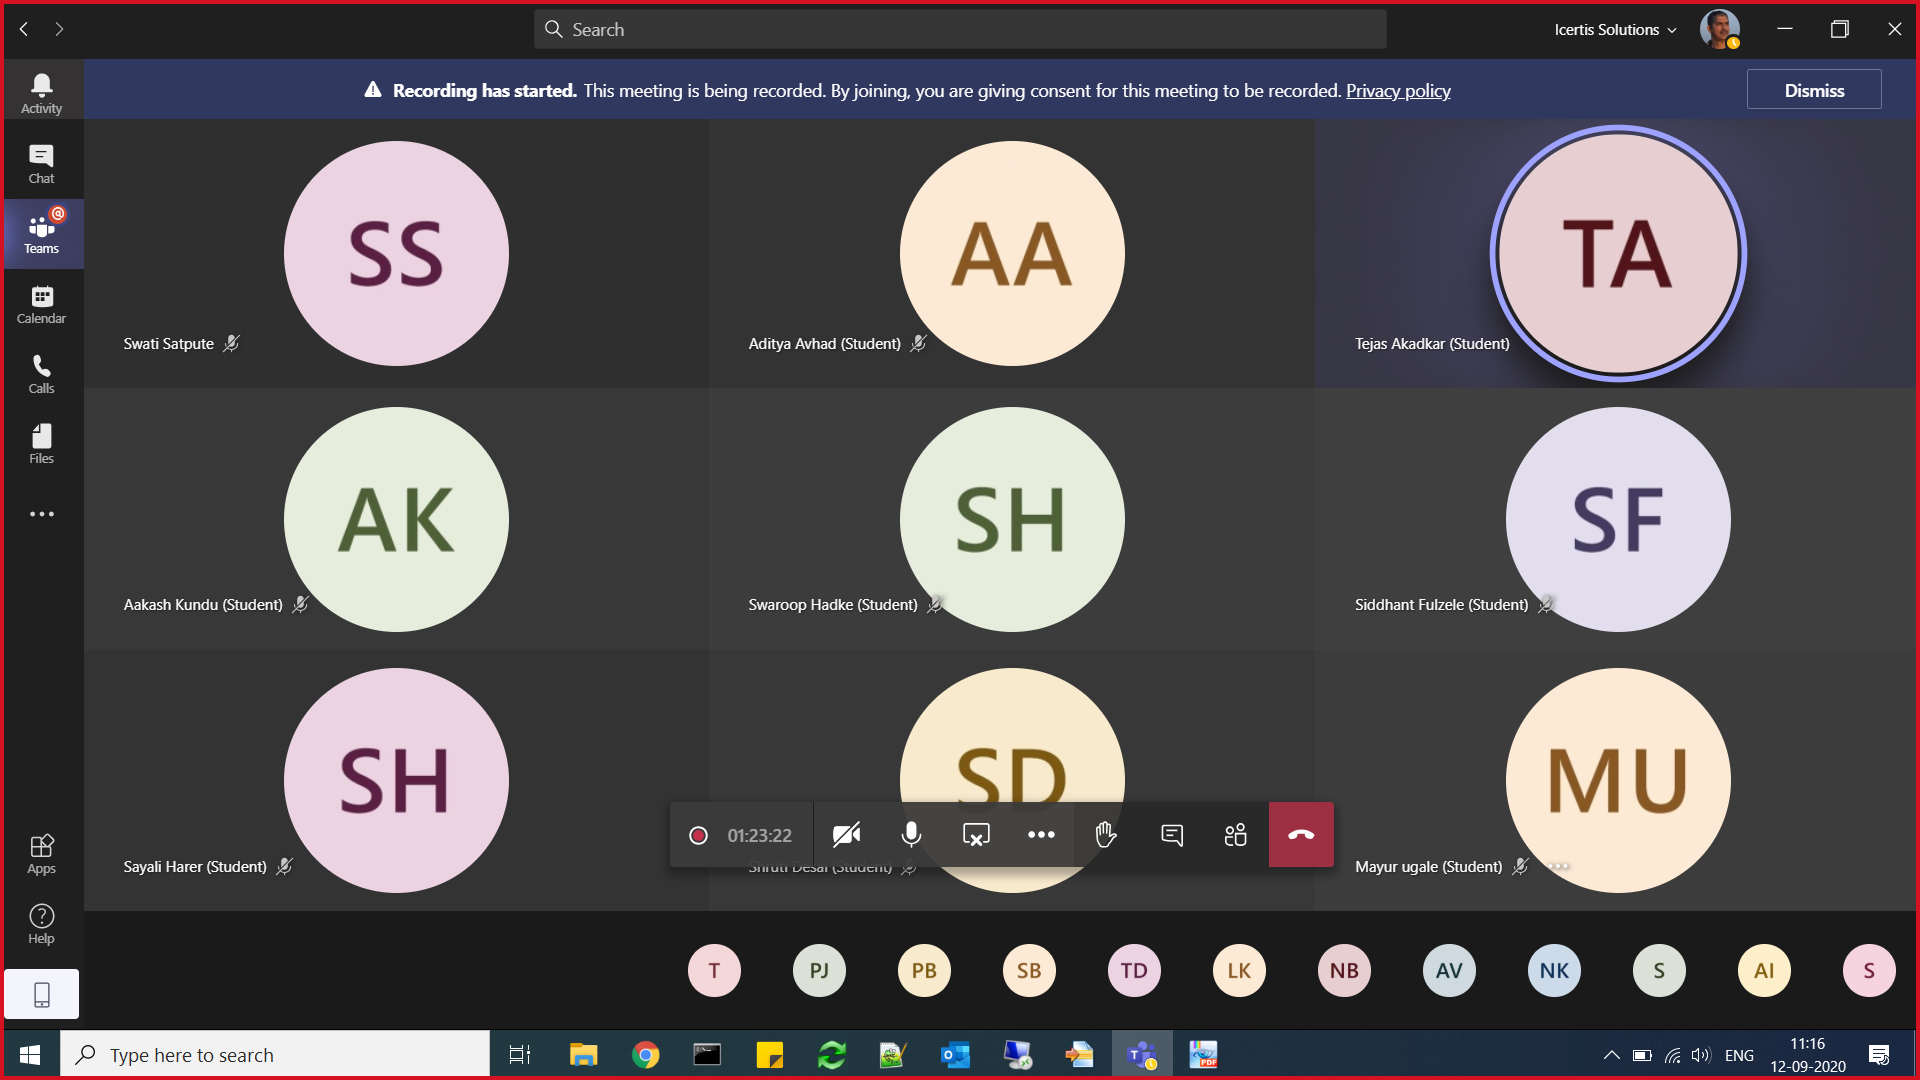 Search
Icertis Solutions
Activity
Recording has started. This meeting is being recorded. By joining, you are giving consent for this meeting to be recorded. Privacy policy
Dismiss
Chat
Teams
Calendar
Calls
Files
Apps
Help
SS
Swati Satpute
AA
Aditya Avhad (Student)
TA
Tejas Akadkar (Student)
AK
Aakash Kundu (Student)
SH
Swaroop Hadke (Student)
SF
Siddhant Fulzele (Student)
SH
Sayali Harer (Student)
SD
Shruti Desai (Student)
MU
Mayur ugale (Student)
01:23:22
T PJ PB SB TD LK NB AV NK S AI S
Type here to search
ENG
11:16
12-09-2020